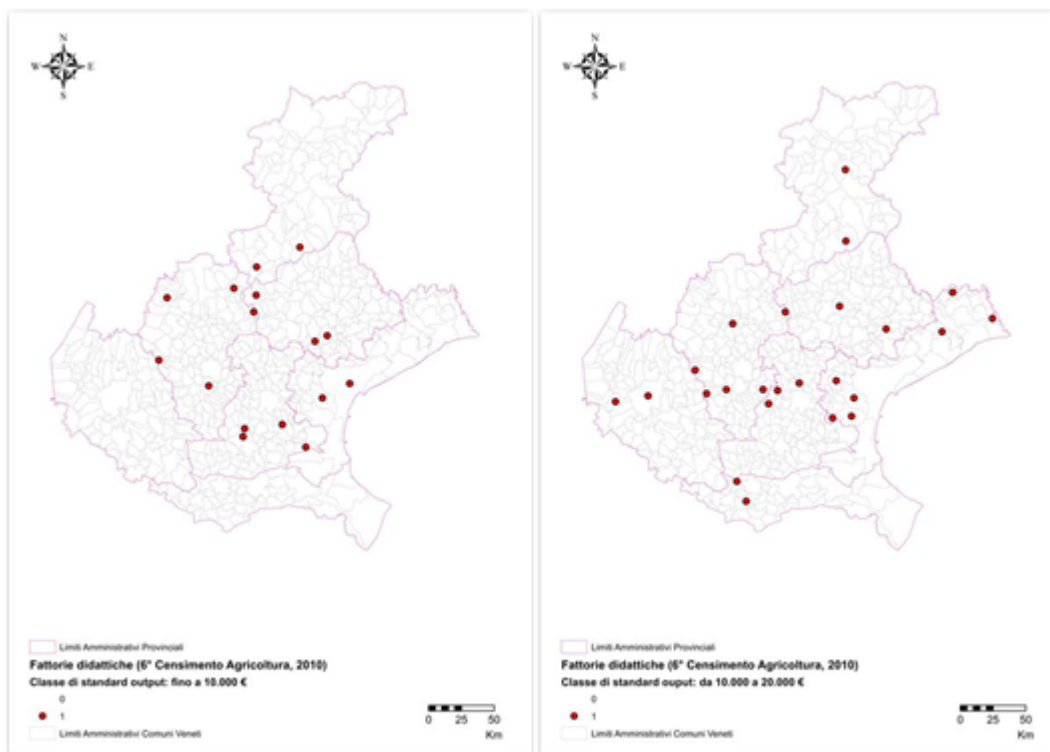 N
W E
S
Limiti Amministrativi Provinciali
Fattorie didattiche (6° Censimento Agricoltura, 2010)
Classe di standard output: fino a 10.000 €
0
1
Limiti Amministrativi Comuni Veneti
0 25 50
Km
N
W E
S
Limiti Amministrativi Provinciali
Fattorie didattiche (6° Censimento Agricoltura, 2010)
Classe di standard ouput: da 10.000 a 20.000 €
0
1
Limiti Amministrativi Comuni Veneti
0 25 50
Km